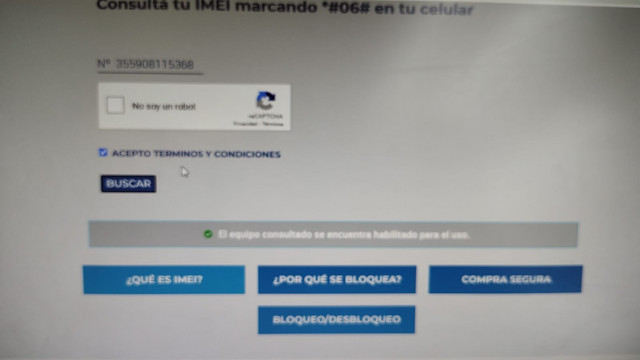 Consultá tu IMEI marcando *#06# en tu celular
Nº 355908115368
No soy un robot
reCAPTCHA
Privacidad - Términos
ACEPTO TERMINOS Y CONDICIONES
BUSCAR
El equipo consultado se encuentra habilitado para el uso.
¿QUÉ ES IMEI?
¿POR QUÉ SE BLOQUEA?
COMPRA SEGURA
BLOQUEO/DESBLOQUEO